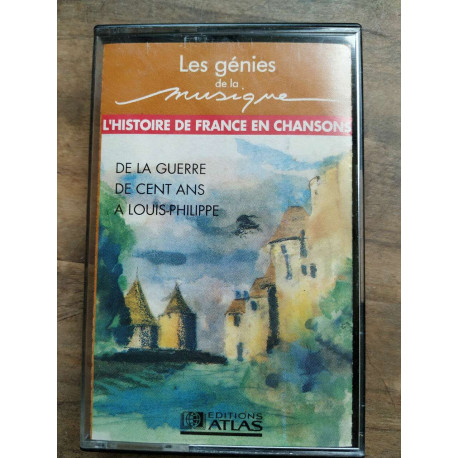 Les génies
de la
musique
L'HISTOIRE DE FRANCE EN CHANSONS
DE LA GUERRE
DE CENT ANS
A LOUIS-PHILIPPE
EDITIONS
ATLAS